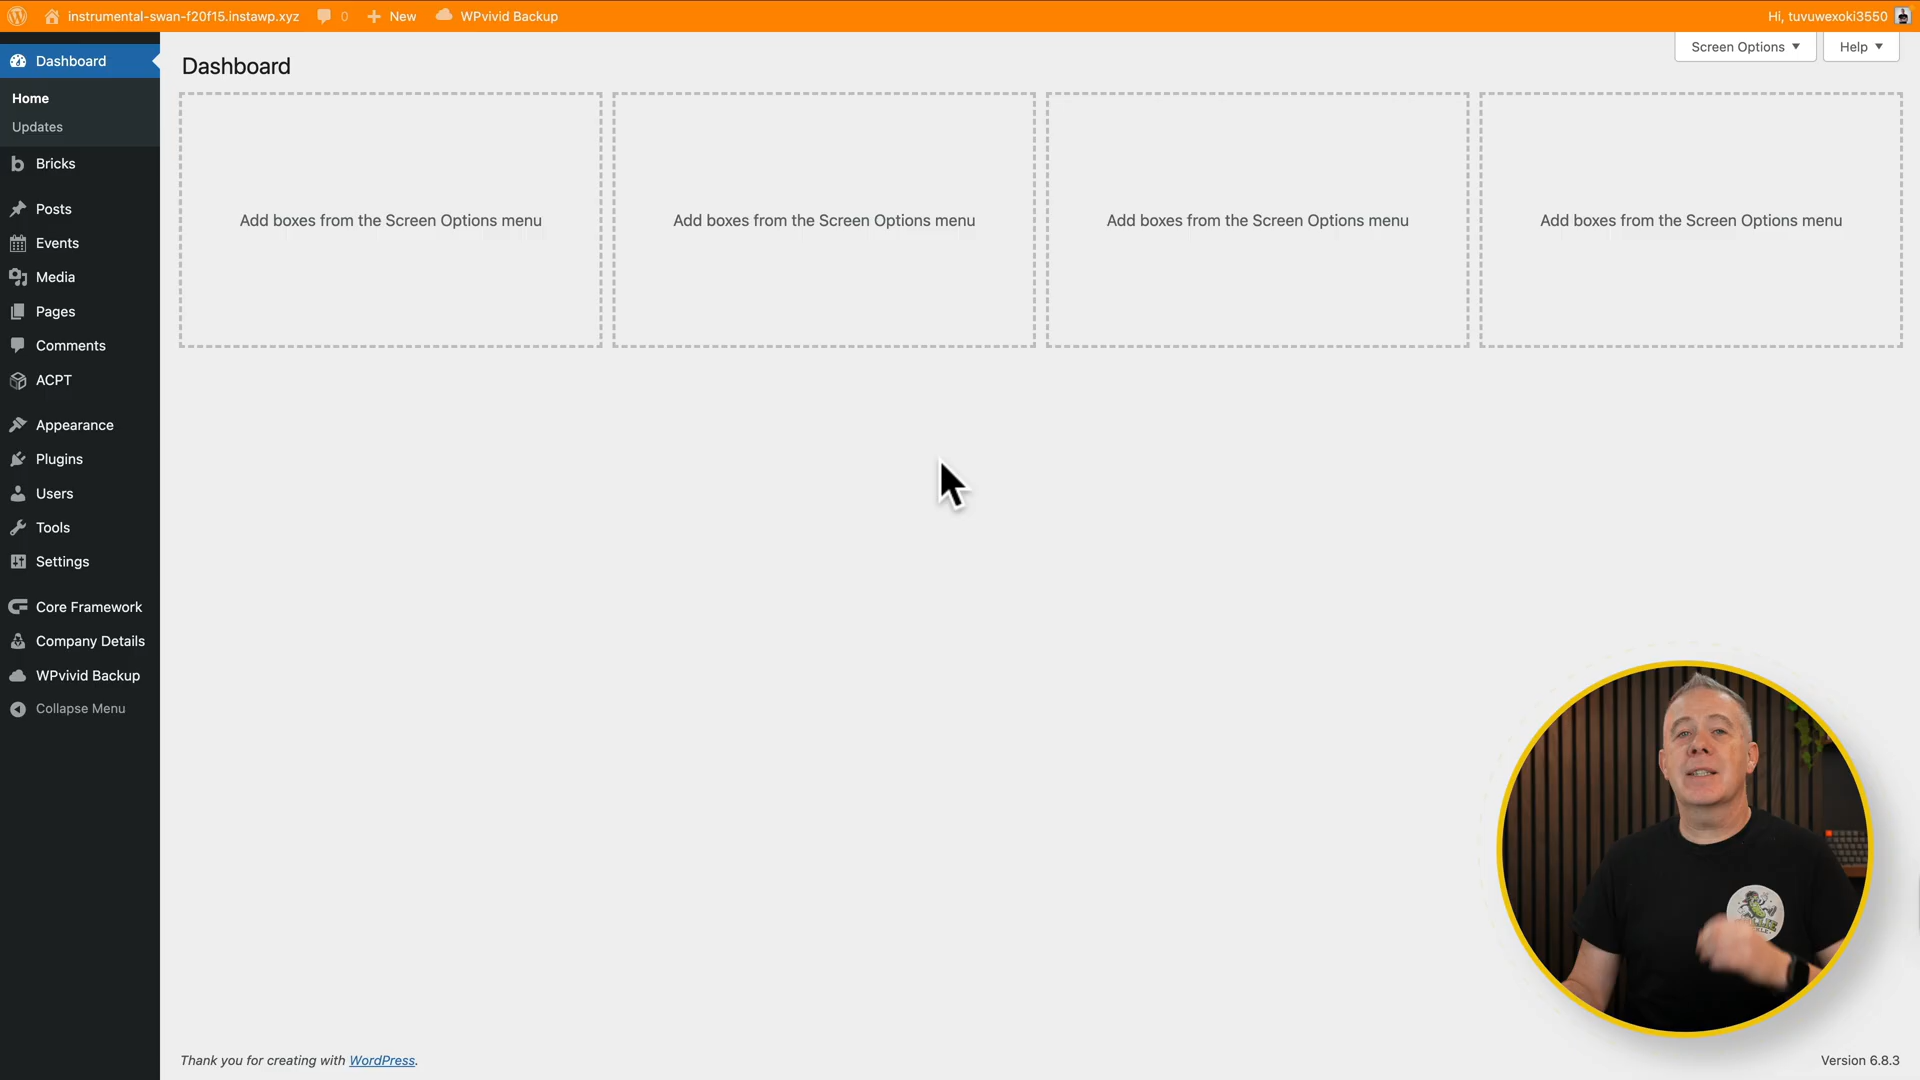 instrumental-swan-f20f15.instawp.xyz 0 New WPvivid Backup Hi, tuvuwexoki3550
Screen Options Help
Dashboard
Home
Updates
Bricks
Posts
Events
Media
Pages
Comments
ACPT
Appearance
Plugins
Users
Tools
Settings
Core Framework
Company Details
WPvivid Backup
Collapse Menu
Dashboard
Add boxes from the Screen Options menu
Add boxes from the Screen Options menu
Add boxes from the Screen Options menu
Add boxes from the Screen Options menu
Thank you for creating with WordPress.
Version 6.8.3